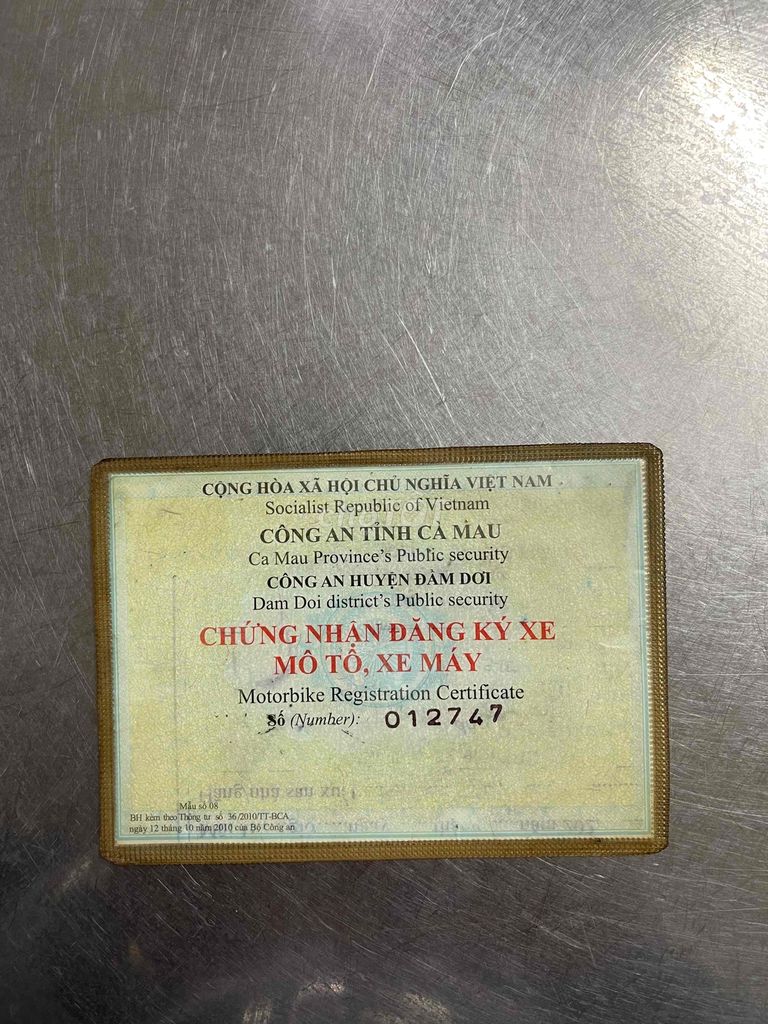 CỘNG HÒA XÃ HỘI CHỦ NGHĨA VIỆT NAM
Socialist Republic of Vietnam
CÔNG AN TỈNH CÀ MAU
Ca Mau Province's Public security
CÔNG AN HUYỆN ĐẦM DƠI
Dam Doi district's Public security
CHỨNG NHẬN ĐĂNG KÝ XE
MÔ TÔ, XE MÁY
Motorbike Registration Certificate
Số (Number): 012747
Mẫu số 08
BH kèm theo Thông tư số 36/2010/TT-BCA
ngày 12 tháng 10 năm 2010 của Bộ Công an